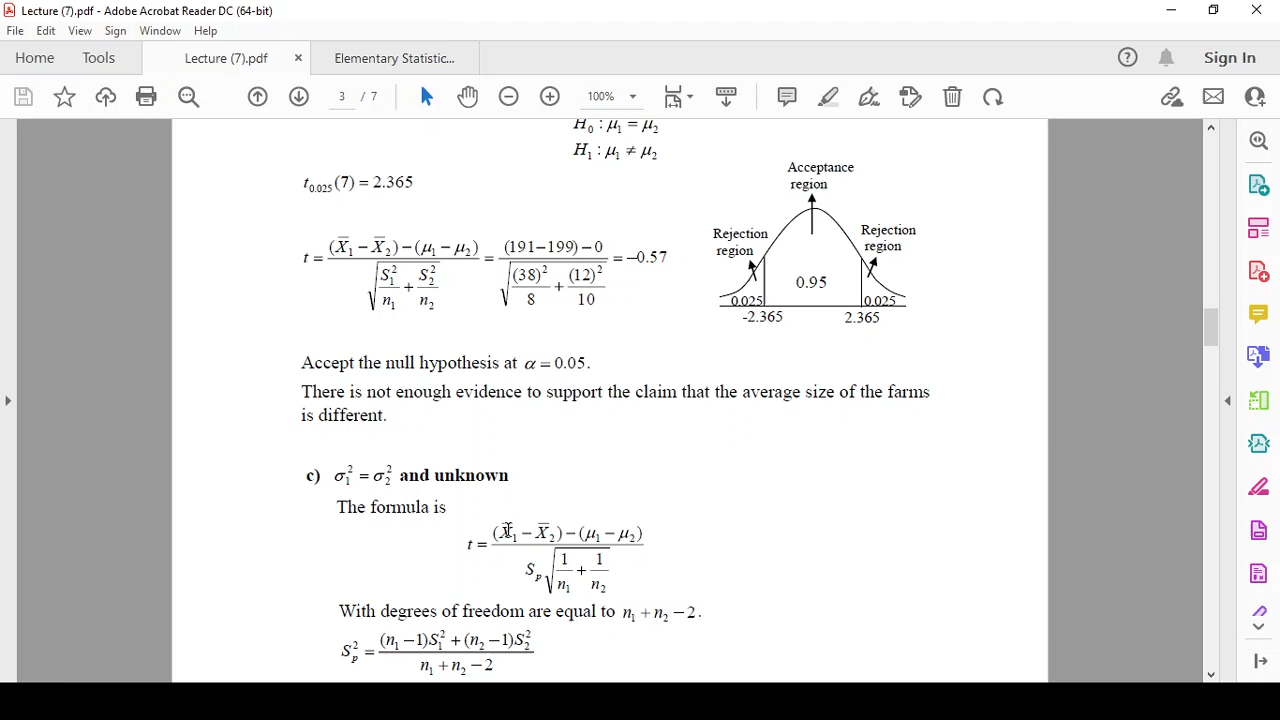 Lecture (7).pdf - Adobe Acrobat Reader DC (64-bit)
File Edit View Sign Window Help
Home Tools Lecture (7).pdf × Elementary Statistic... Sign In
3 / 7 100%
H₀ : μ₁ = μ₂
H₁ : μ₁ ≠ μ₂
t₀.₀₂₅(7) = 2.365
t = ((X̄₁ − X̄₂) − (μ₁ − μ₂)) / √(S₁²/n₁ + S₂²/n₂) = ((191−199) − 0) / √((38)²/8 + (12)²/10) = −0.57
Acceptance
region
Rejection
region
Rejection
region
0.95
0.025
0.025
-2.365
2.365
Accept the null hypothesis at α = 0.05.
There is not enough evidence to support the claim that the average size of the farms
is different.
c) σ₁² = σ₂² and unknown
The formula is
t = ((X̄₁ − X̄₂) − (μ₁ − μ₂)) / (Sₚ √(1/n₁ + 1/n₂))
With degrees of freedom are equal to n₁ + n₂ − 2.
Sₚ² = ((n₁ −1)S₁² + (n₂ −1)S₂²) / (n₁ + n₂ − 2)